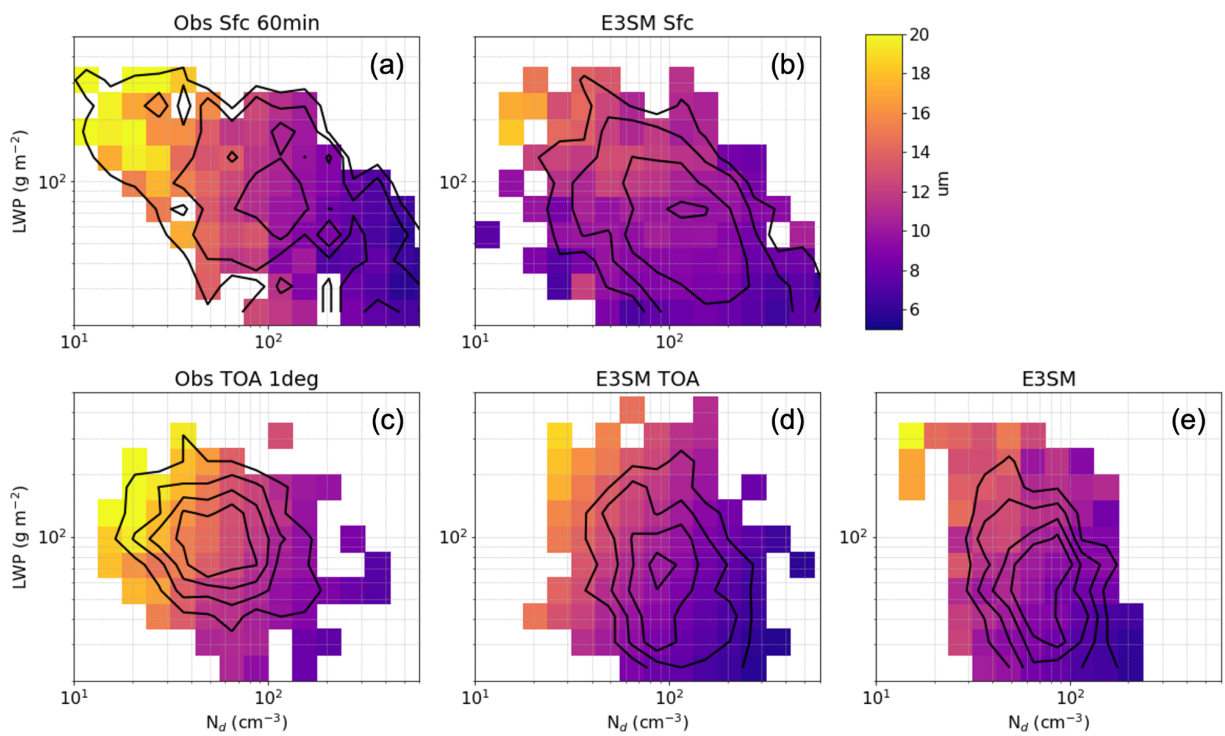 Obs Sfc 60min
E3SM Sfc
(a)
(b)
LWP (g m⁻²)
10²
10²
20
18
16
14
12
10
8
6
um
10¹
10²
10¹
10²
Obs TOA 1deg
E3SM TOA
E3SM
(c)
(d)
(e)
LWP (g m⁻²)
10²
10²
10²
10¹
10²
10¹
10²
10¹
10²
N_d (cm⁻³)
N_d (cm⁻³)
N_d (cm⁻³)